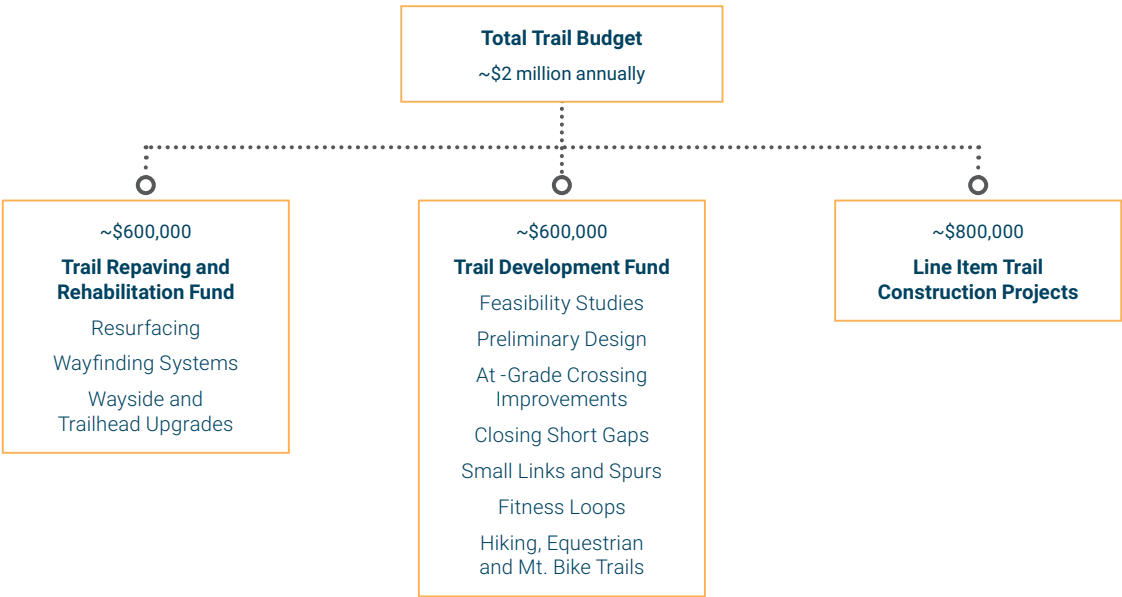 Total Trail Budget
~$2 million annually
~$600,000
Trail Repaving and
Rehabilitation Fund
Resurfacing
Wayfinding Systems
Wayside and
Trailhead Upgrades
~$600,000
Trail Development Fund
Feasibility Studies
Preliminary Design
At -Grade Crossing
Improvements
Closing Short Gaps
Small Links and Spurs
Fitness Loops
Hiking, Equestrian
and Mt. Bike Trails
~$800,000
Line Item Trail
Construction Projects